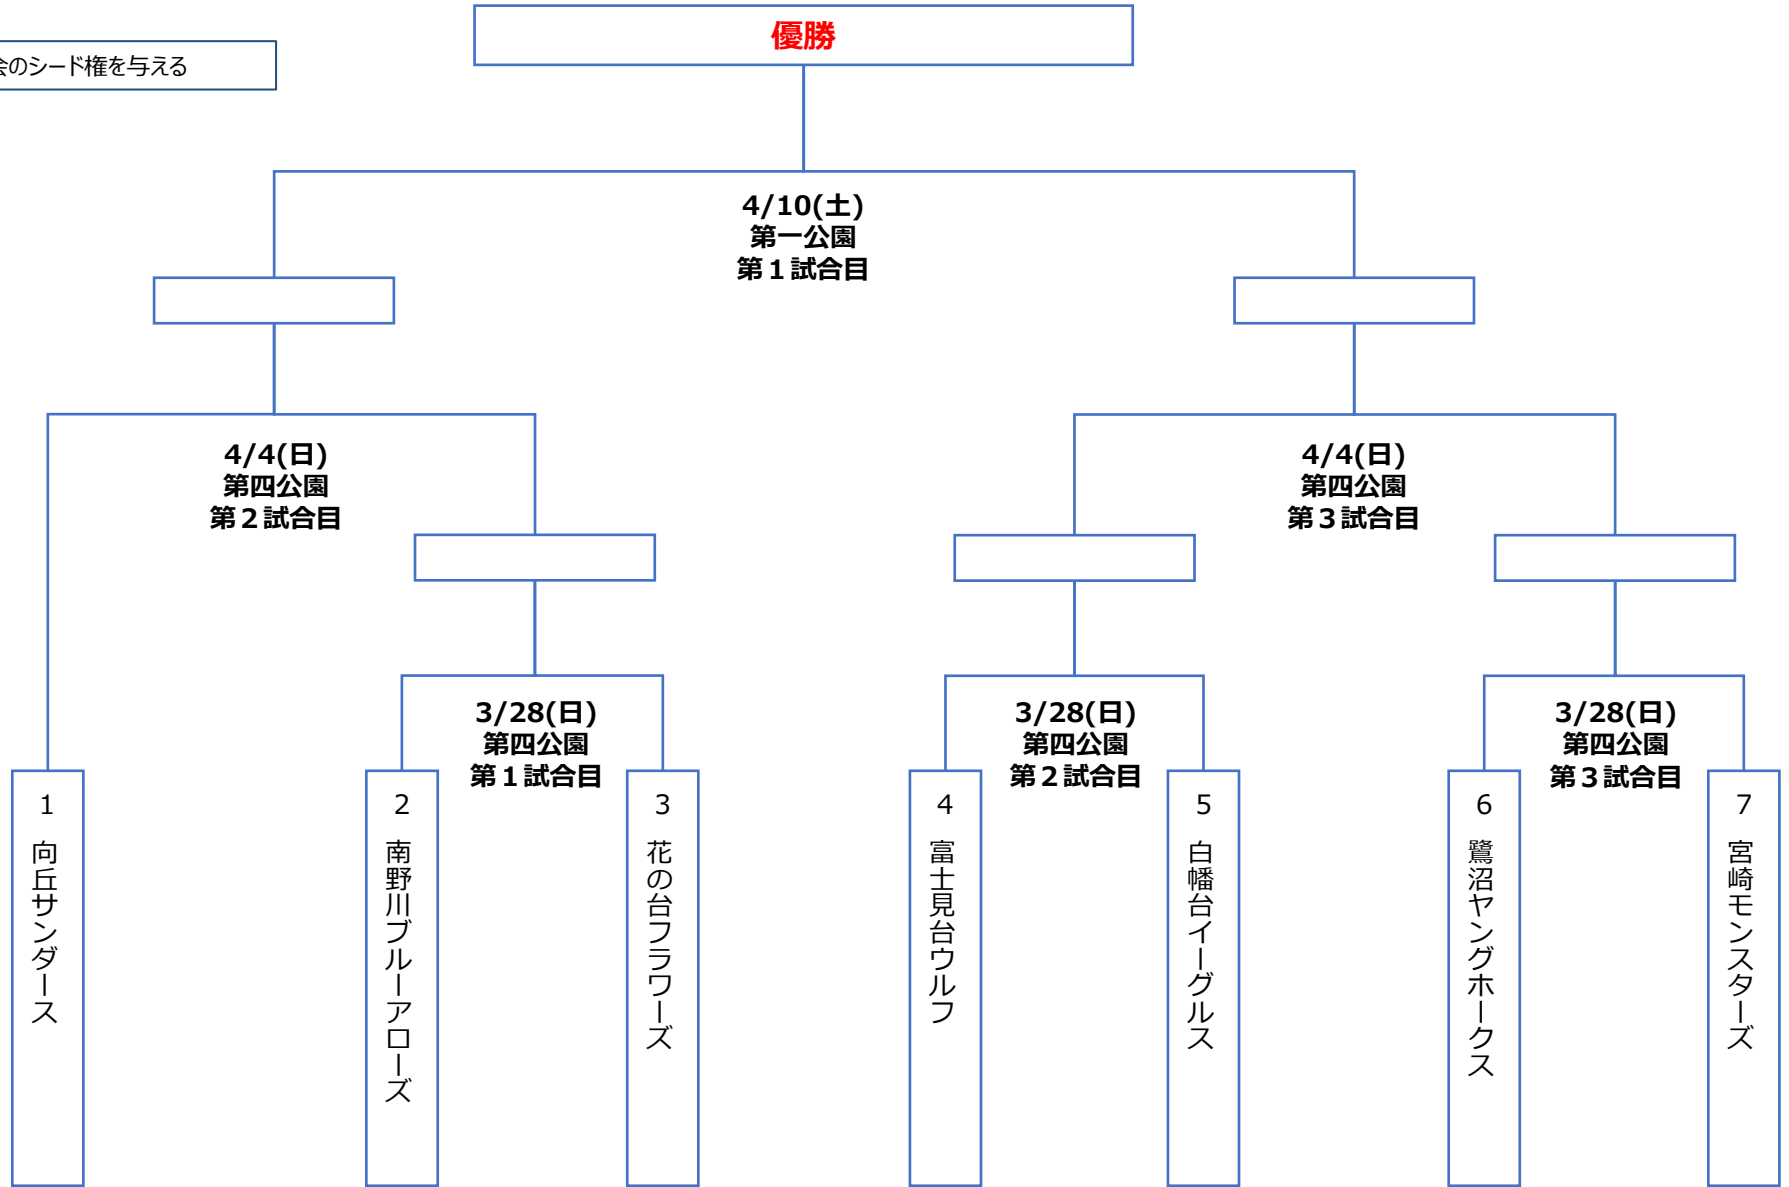 優勝
会のシード権を与える
4/10(土)
第一公園
第１試合目
4/4(日)
第四公園
第２試合目
4/4(日)
第四公園
第３試合目
3/28(日)
第四公園
第１試合目
3/28(日)
第四公園
第２試合目
3/28(日)
第四公園
第３試合目
1 向丘サンダース
2 南野川ブルーアローズ
3 花の台フラワーズ
4 富士見台ウルフ
5 白幡台イーグルス
6 鷺沼ヤングホークス
7 宮崎モンスターズ